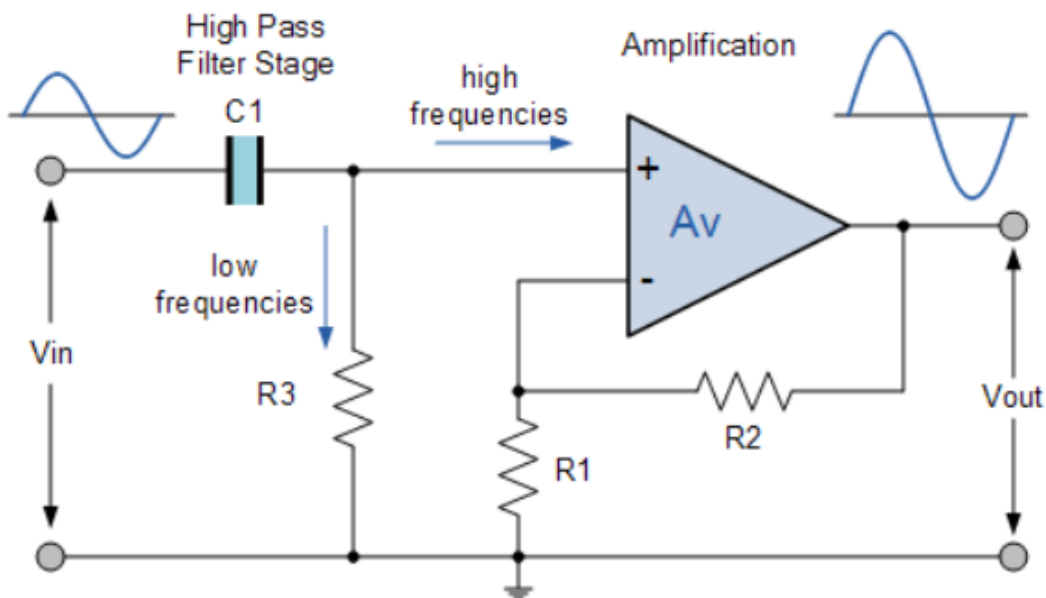 High Pass
Filter Stage
C1
high
frequencies
Amplification
+
Av
-
low
frequencies
Vin
R3
R1
R2
Vout